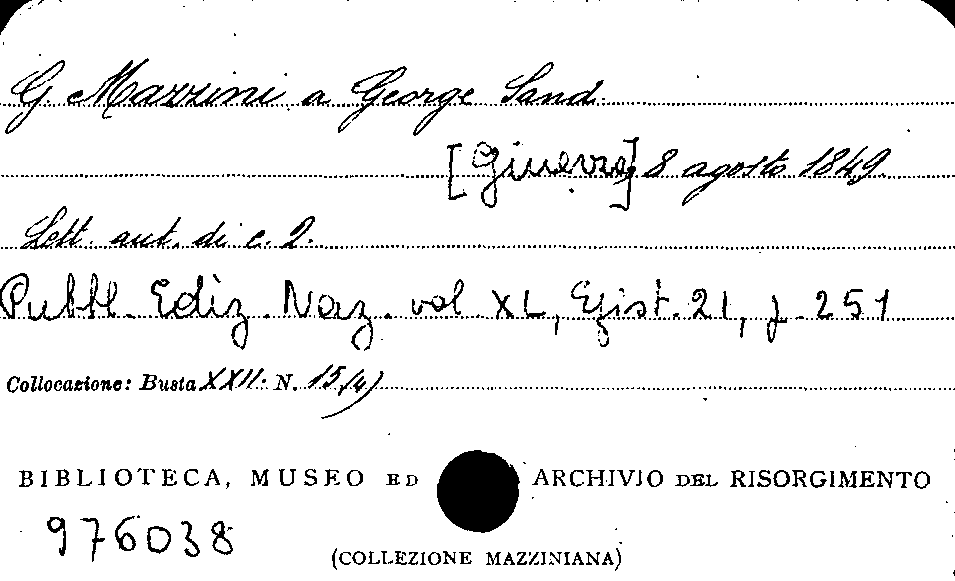 G. Mazzini a George Sand.
[Ginevra] 8 agosto 1849.
Lett. aut. di c. 2.
Pubbl. Ediz. Naz. vol. XL, Epist. 21, p. 251
Collocazione: Busta XXII. N. 15/4)
BIBLIOTECA, MUSEO ED ARCHIVIO DEL RISORGIMENTO
976038
(COLLEZIONE MAZZINIANA)